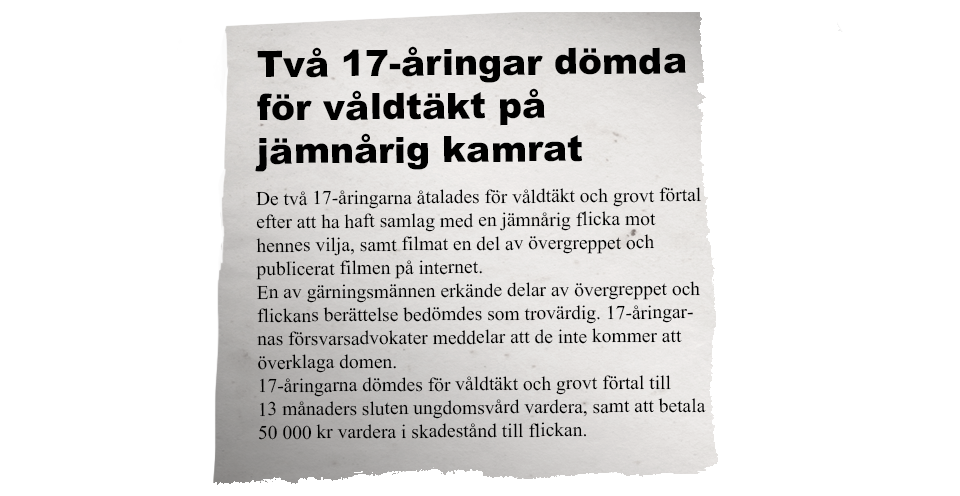 Två 17-åringar dömda
för våldtäkt på
jämnårig kamrat
De två 17-åringarna åtalades för våldtäkt och grovt förtal
efter att ha haft samlag med en jämnårig flicka mot
hennes vilja, samt filmat en del av övergreppet och
publicerat filmen på internet.
En av gärningsmännen erkände delar av övergreppet och
flickans berättelse bedömdes som trovärdig. 17-åringar-
nas försvarsadvokater meddelar att de inte kommer att
överklaga domen.
17-åringarna dömdes för våldtäkt och grovt förtal till
13 månaders sluten ungdomsvård vardera, samt att betala
50 000 kr vardera i skadestånd till flickan.